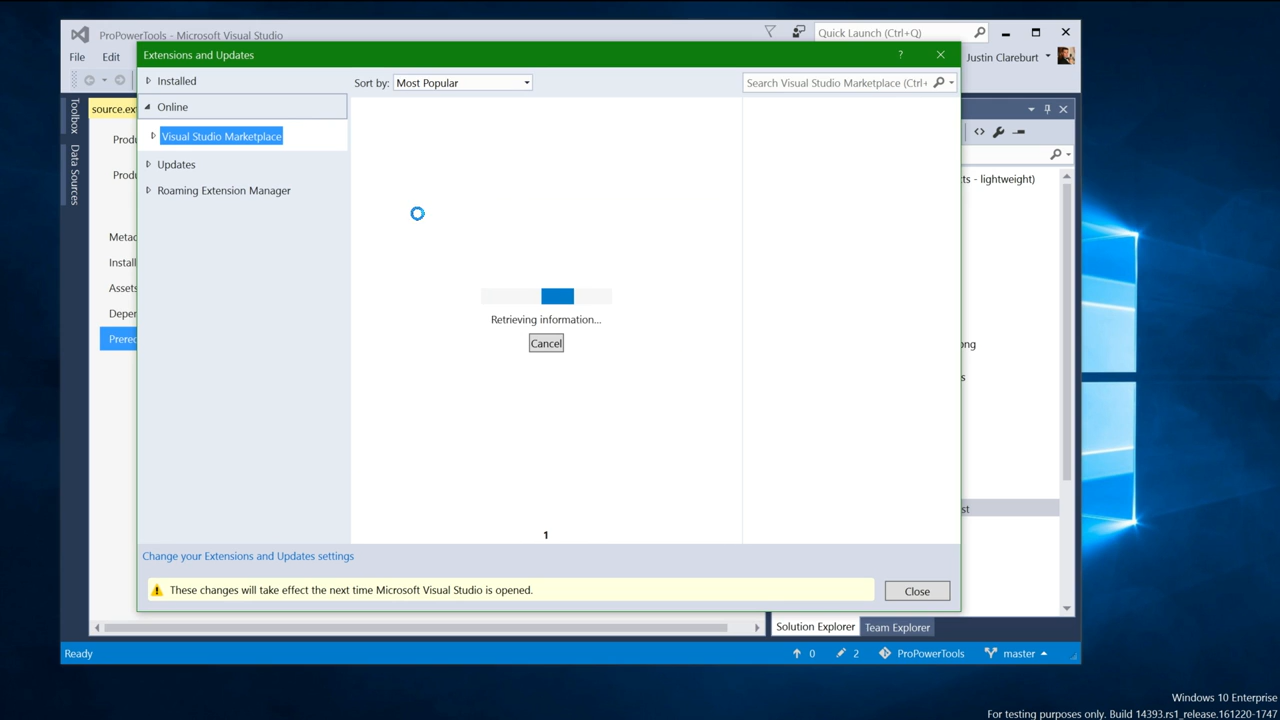 ProPowerTools - Microsoft Visual Studio
Quick Launch (Ctrl+Q)
File
Edit
Justin Clareburt
Extensions and Updates
?
Installed
Sort by:
Most Popular
Search Visual Studio Marketplace (Ctrl+
Online
Visual Studio Marketplace
Updates
Roaming Extension Manager
Toolbox
Data Sources
source.ex
Produ
Produ
Metad
Install
Assets
Depen
Prereq
ts - lightweight)
ong
s
st
Retrieving information...
Cancel
1
Change your Extensions and Updates settings
These changes will take effect the next time Microsoft Visual Studio is opened.
Close
Solution Explorer
Team Explorer
Ready
0
2
ProPowerTools
master
Windows 10 Enterprise
For testing purposes only. Build 14393.rs1_release.161220-1747